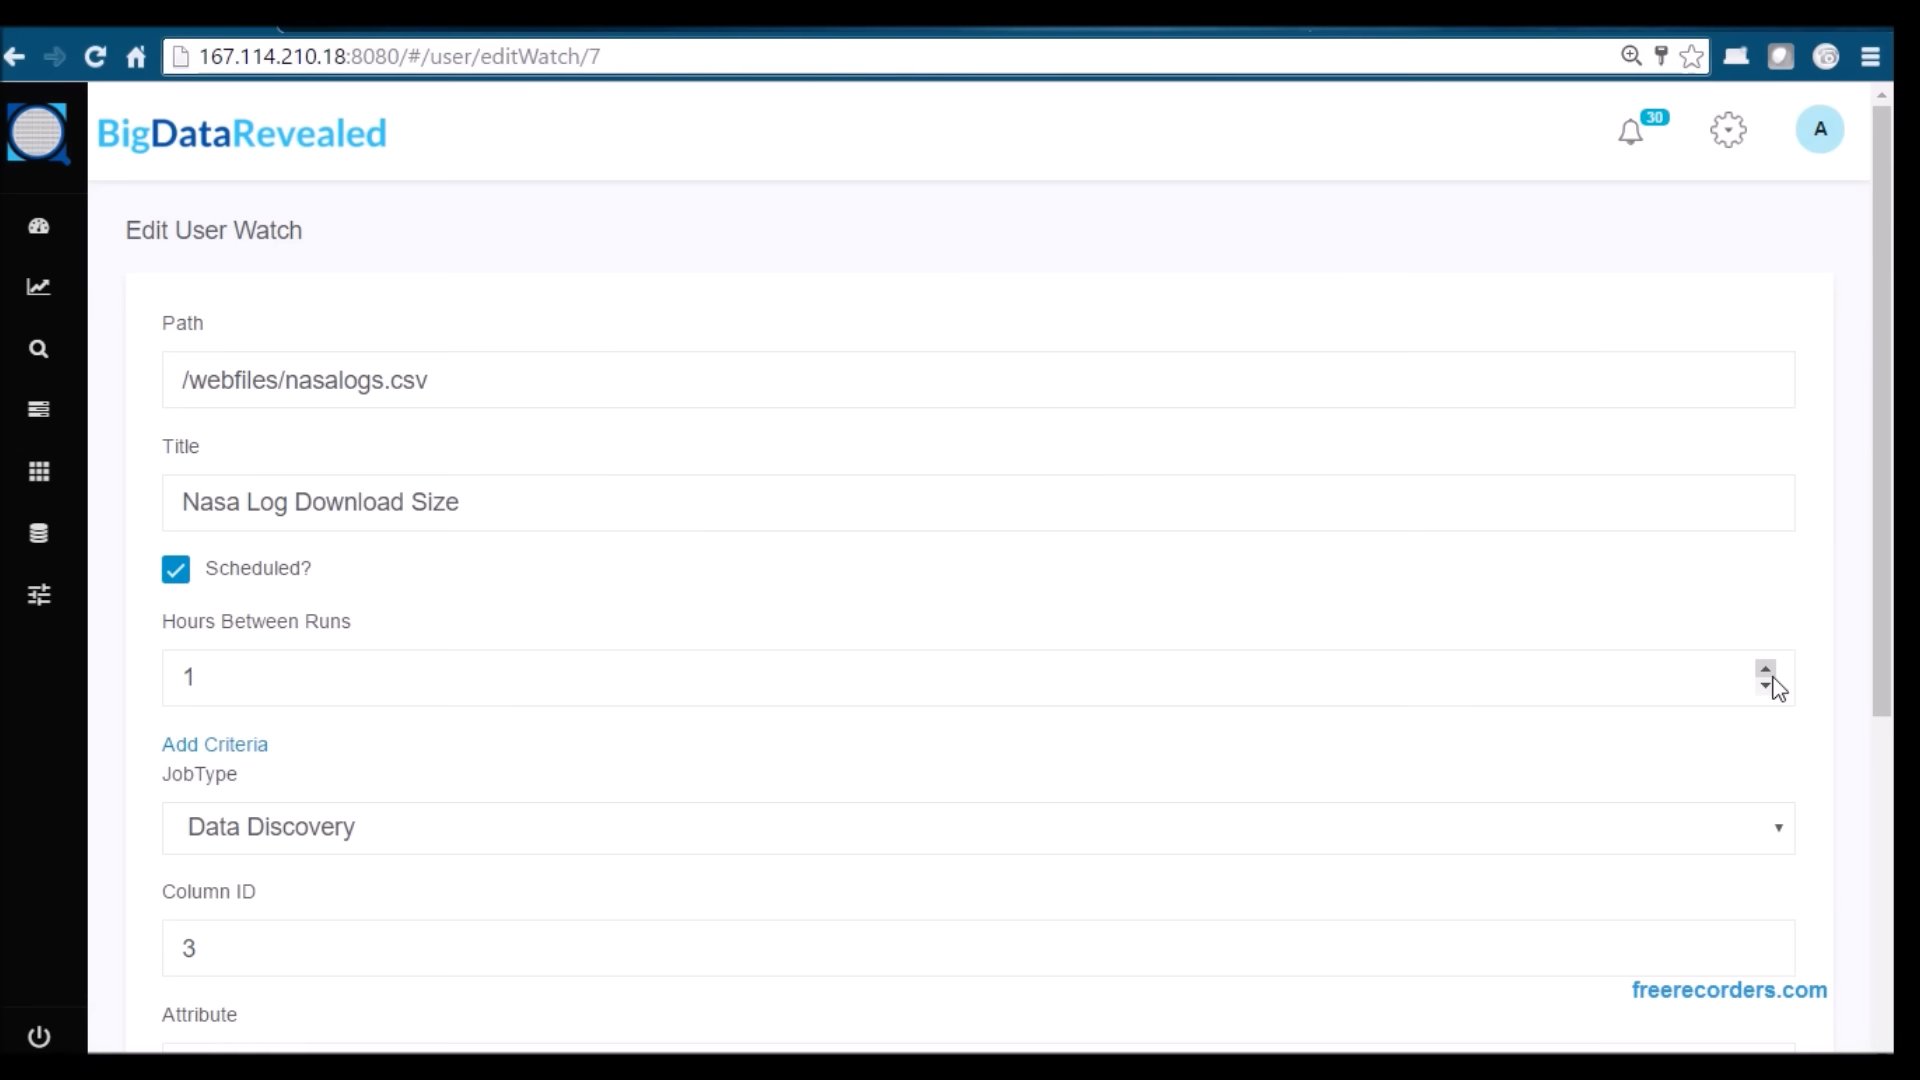 167.114.210.18:8080/#/user/editWatch/7
BigDataRevealed
30
A
Edit User Watch
Path
/webfiles/nasalogs.csv
Title
Nasa Log Download Size
Scheduled?
Hours Between Runs
1
Add Criteria
JobType
Data Discovery
Column ID
3
freerecorders.com
Attribute